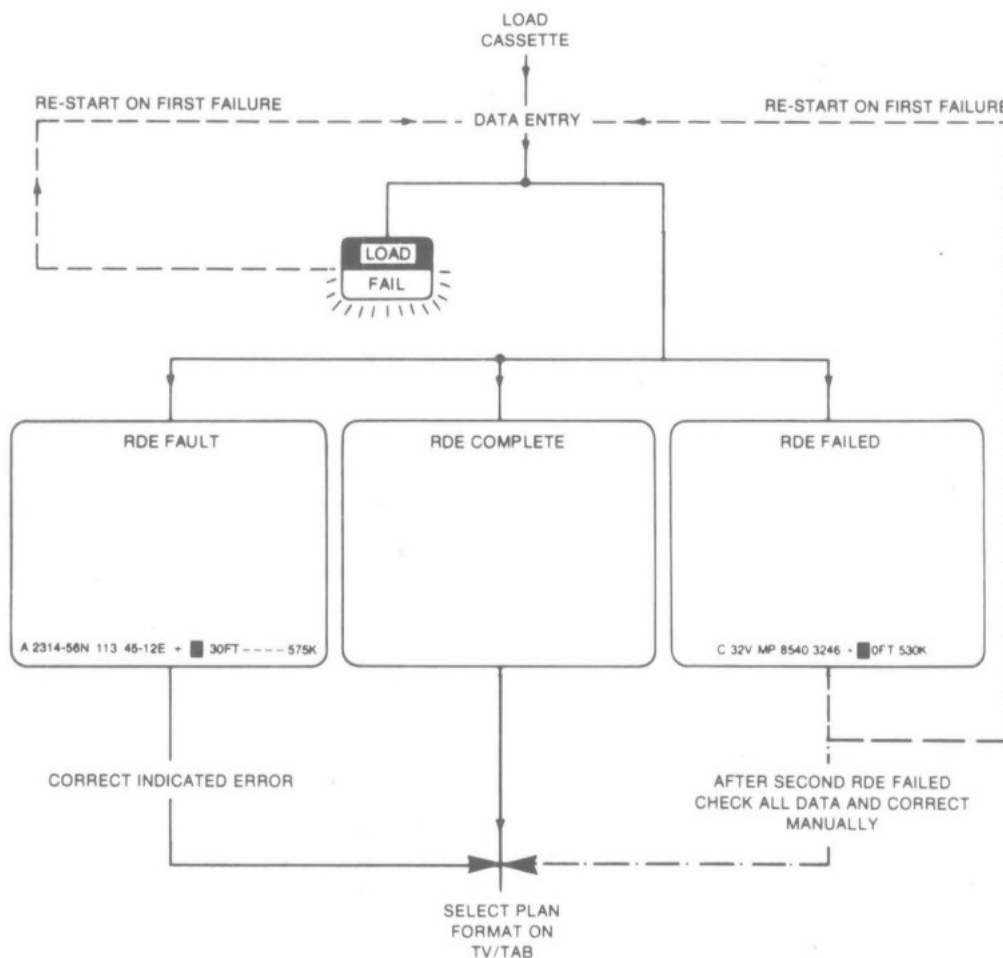 LOAD
CASSETTE
RE-START ON FIRST FAILURE
DATA ENTRY
RE-START ON FIRST FAILURE
LOAD
FAIL
RDE FAULT
RDE COMPLETE
RDE FAILED
A 2314-56N 113 45-12E + 30FT ---- 575K
C 32V MP 8540 3246 - 0FT 530K
CORRECT INDICATED ERROR
AFTER SECOND RDE FAILED
CHECK ALL DATA AND CORRECT
MANUALLY
SELECT PLAN
FORMAT ON
TV/TAB